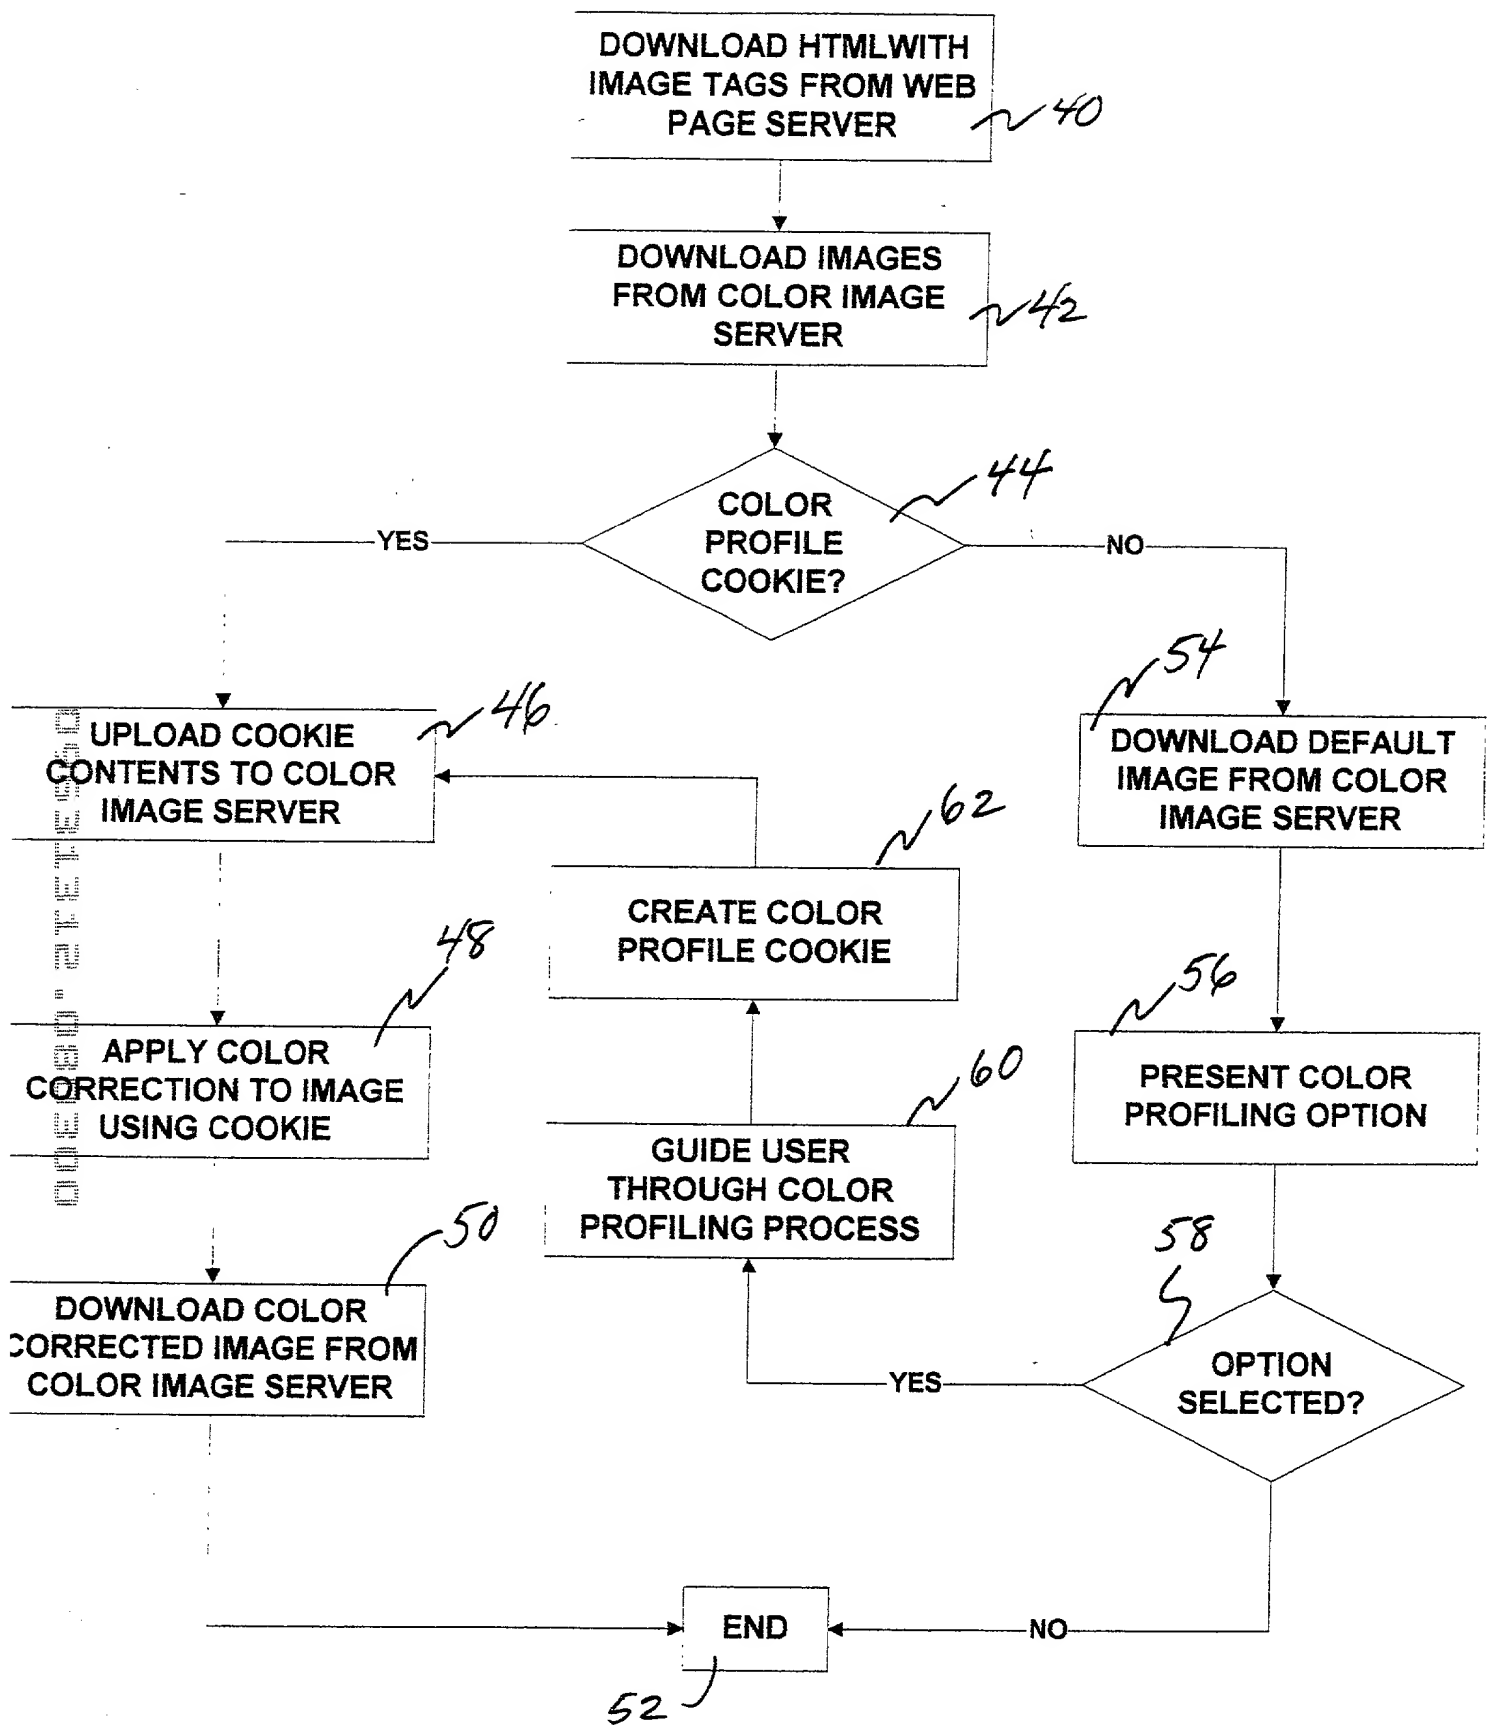 DOWNLOAD HTMLWITH
IMAGE TAGS FROM WEB
PAGE SERVER
40
DOWNLOAD IMAGES
FROM COLOR IMAGE
SERVER
42
COLOR
PROFILE
COOKIE?
44
YES
NO
UPLOAD COOKIE
CONTENTS TO COLOR
IMAGE SERVER
46
54
DOWNLOAD DEFAULT
IMAGE FROM COLOR
IMAGE SERVER
62
CREATE COLOR
PROFILE COOKIE
48
APPLY COLOR
CORRECTION TO IMAGE
USING COOKIE
56
PRESENT COLOR
PROFILING OPTION
60
GUIDE USER
THROUGH COLOR
PROFILING PROCESS
50
DOWNLOAD COLOR
CORRECTED IMAGE FROM
COLOR IMAGE SERVER
58
OPTION
SELECTED?
YES
NO
END
52